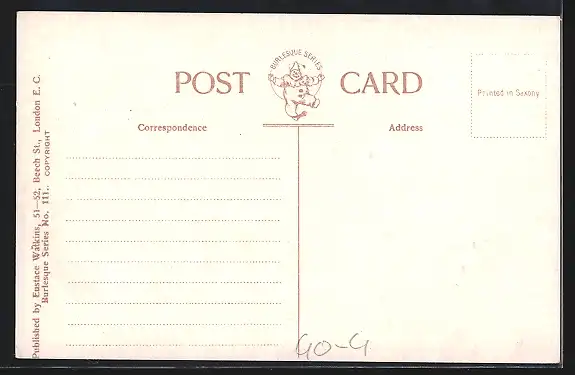 BURLESQUE SERIES
POST CARD
Printed in Saxony
Correspondence
Address
Published by Eustace Watkins, 51—52, Beech St., London E. C.
Burlesque Series No. 111.. COPYRIGHT
40-4